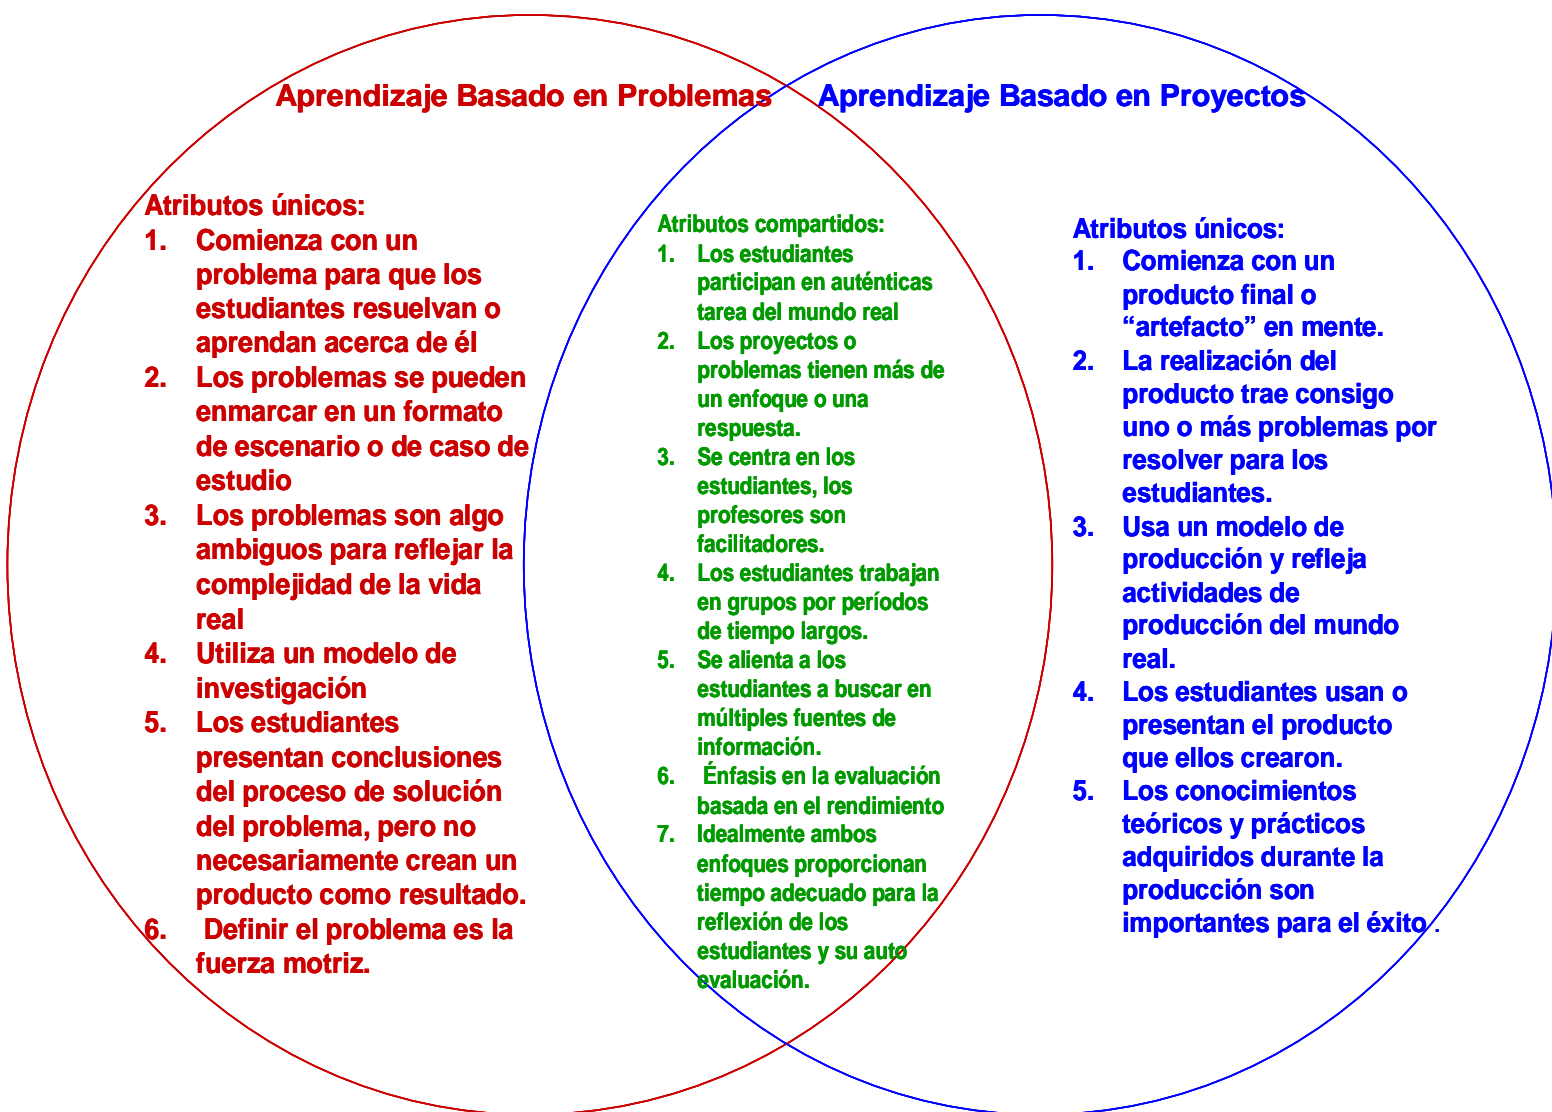 Aprendizaje Basado en Problemas
Aprendizaje Basado en Proyectos
Atributos únicos:
1. Comienza con un
problema para que los
estudiantes resuelvan o
aprendan acerca de él
2. Los problemas se pueden
enmarcar en un formato
de escenario o de caso de
estudio
3. Los problemas son algo
ambiguos para reflejar la
complejidad de la vida
real
4. Utiliza un modelo de
investigación
5. Los estudiantes
presentan conclusiones
del proceso de solución
del problema, pero no
necesariamente crean un
producto como resultado.
6. Definir el problema es la
fuerza motriz.
Atributos compartidos:
1. Los estudiantes
participan en auténticas
tarea del mundo real
2. Los proyectos o
problemas tienen más de
un enfoque o una
respuesta.
3. Se centra en los
estudiantes, los
profesores son
facilitadores.
4. Los estudiantes trabajan
en grupos por períodos
de tiempo largos.
5. Se alienta a los
estudiantes a buscar en
múltiples fuentes de
información.
6. Énfasis en la evaluación
basada en el rendimiento
7. Idealmente ambos
enfoques proporcionan
tiempo adecuado para la
reflexión de los
estudiantes y su auto
evaluación.
Atributos únicos:
1. Comienza con un
producto final o
“artefacto” en mente.
2. La realización del
producto trae consigo
uno o más problemas por
resolver para los
estudiantes.
3. Usa un modelo de
producción y refleja
actividades de
producción del mundo
real.
4. Los estudiantes usan o
presentan el producto
que ellos crearon.
5. Los conocimientos
teóricos y prácticos
adquiridos durante la
producción son
importantes para el éxito.